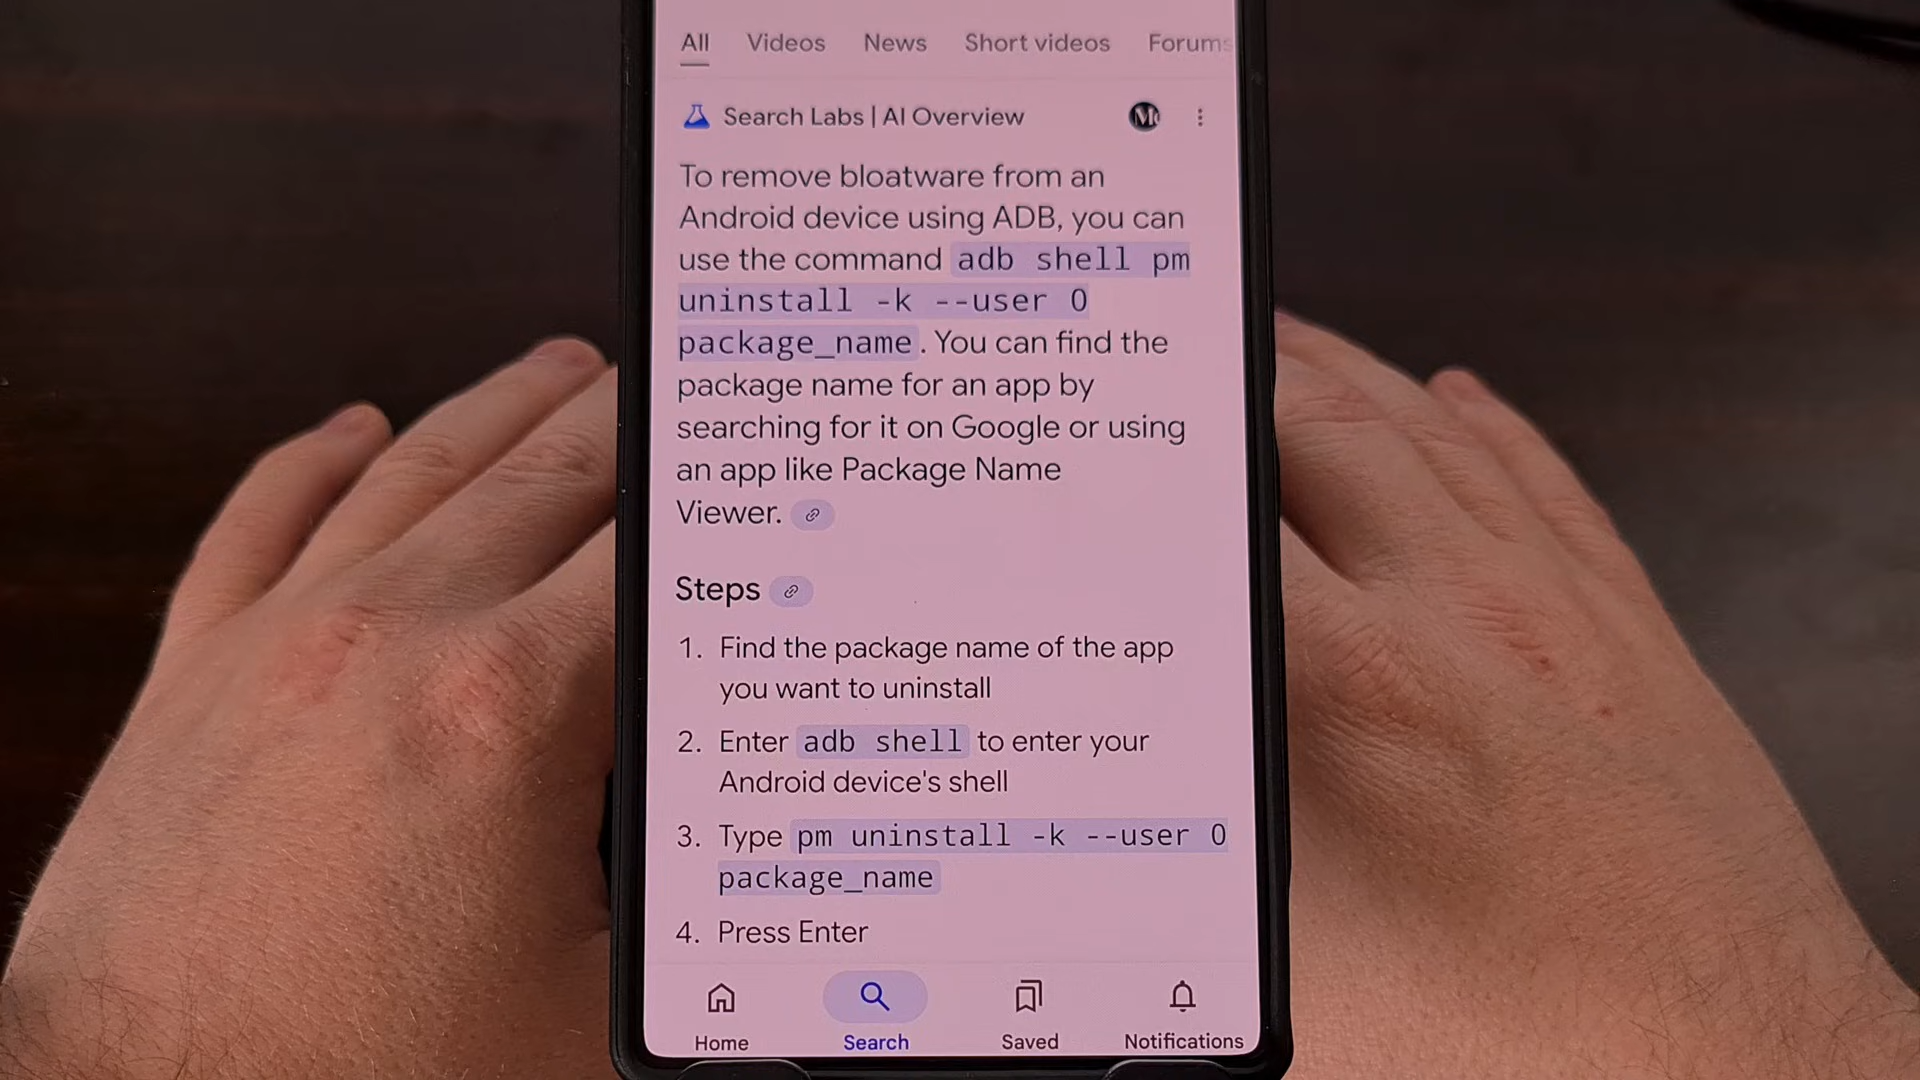 All Videos News Short videos Forums
Search Labs | AI Overview M
To remove bloatware from an
Android device using ADB, you can
use the command adb shell pm
uninstall -k --user 0
package_name. You can find the
package name for an app by
searching for it on Google or using
an app like Package Name
Viewer.
Steps
1. Find the package name of the app
you want to uninstall
2. Enter adb shell to enter your
Android device's shell
3. Type pm uninstall -k --user 0
package_name
4. Press Enter
Home Search Saved Notifications